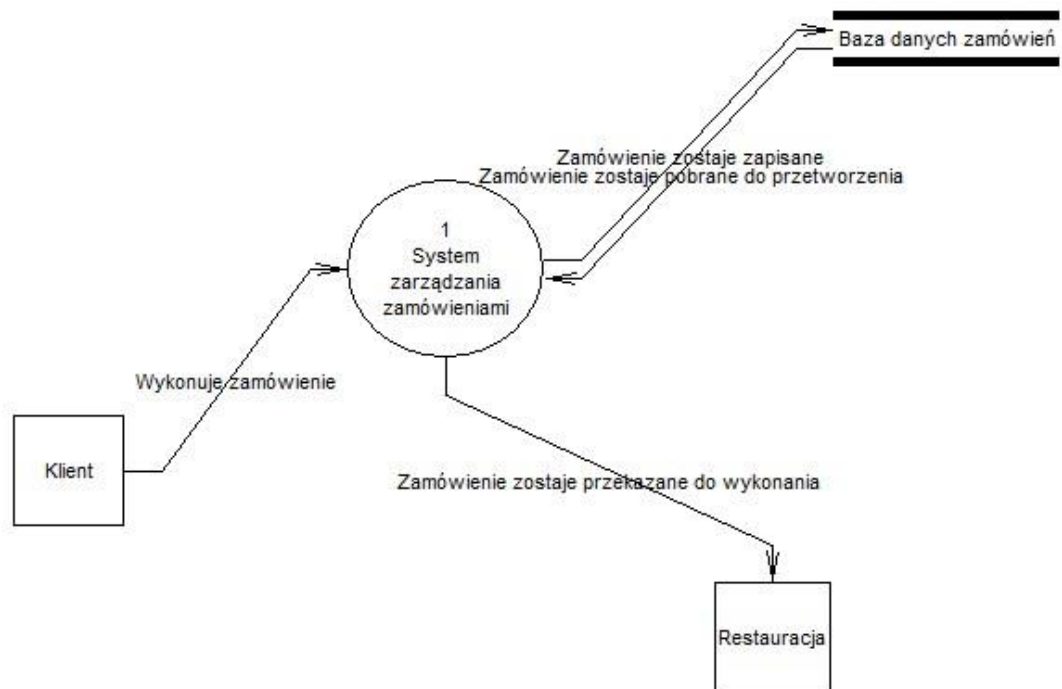 Baza danych zamówień
Zamówienie zostaje zapisane
Zamówienie zostaje pobrane do przetworzenia
1
System
zarządzania
zamówieniami
Wykonuje zamówienie
Klient
Zamówienie zostaje przekazane do wykonania
Restauracja